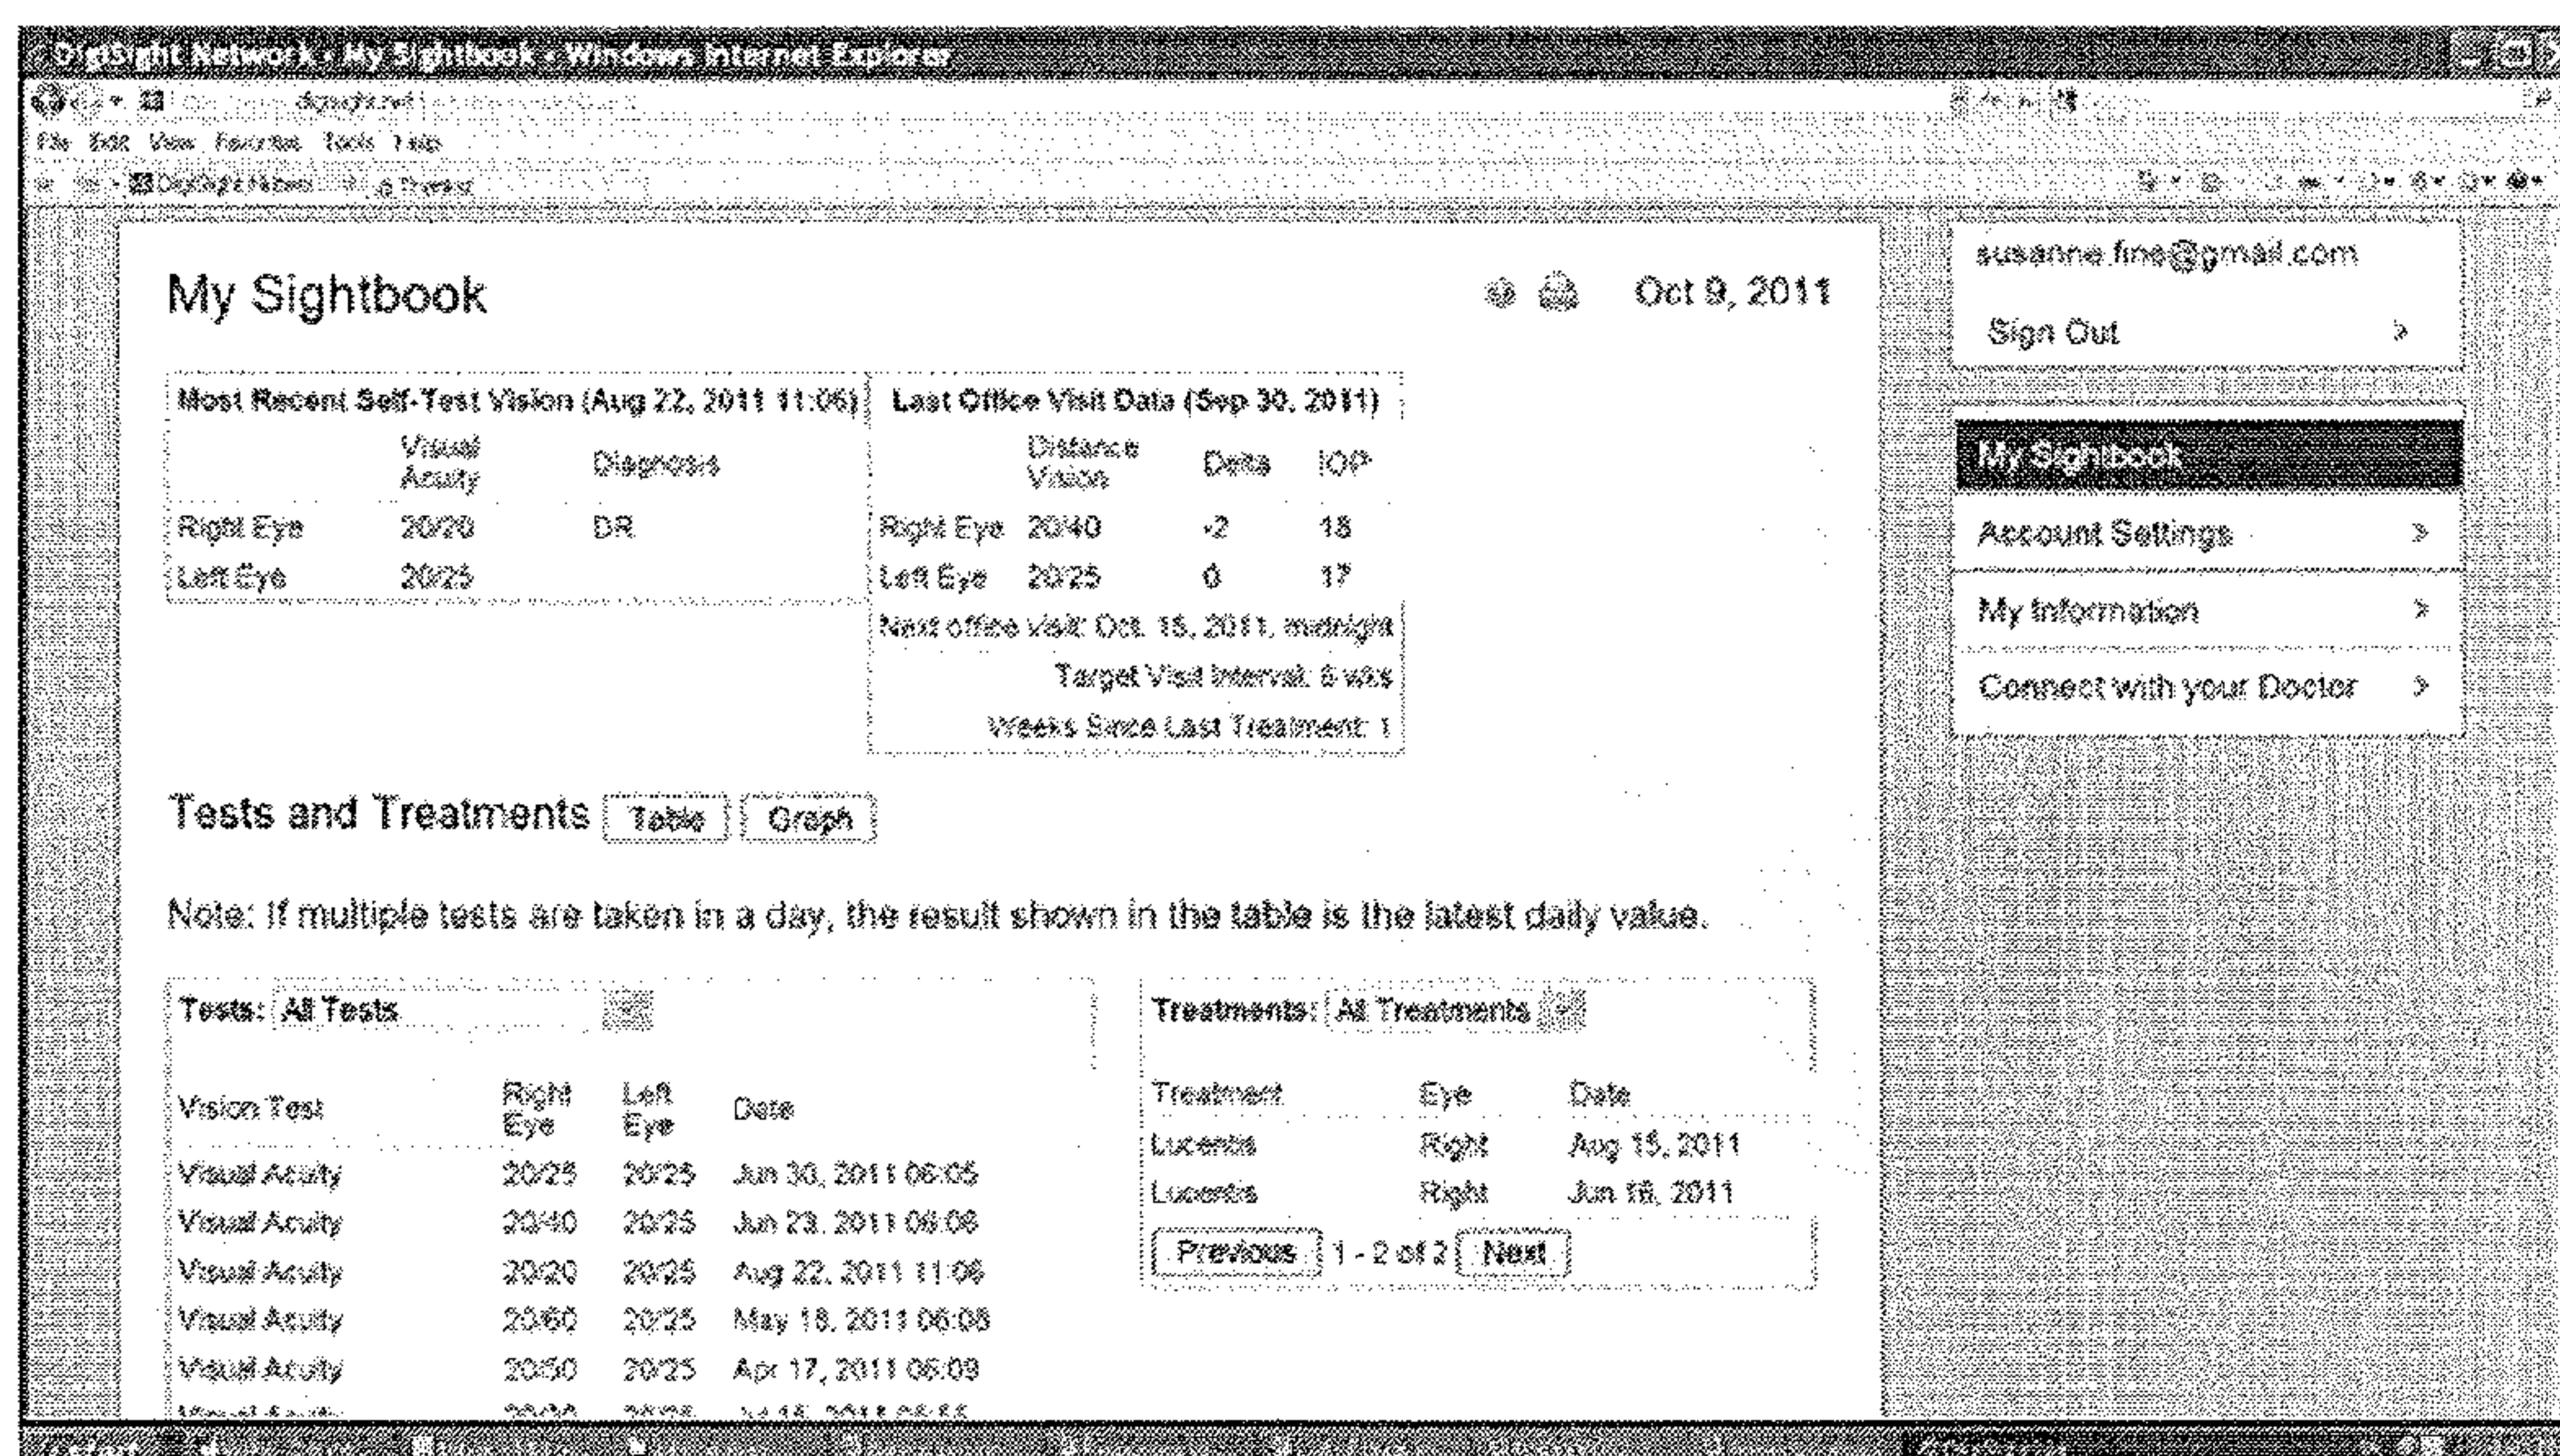 DigiSight Network - My Sightbook - Windows Internet Explorer
File Edit View Favorites Tools Help
My Sightbook
Oct 9, 2011
susanne.fine@gmail.com
Sign Out »
Most Recent Self-Test Vision (Aug 22, 2011 11:06)
Visual Acuity Diagnosis
Right Eye 20/20 DR
Left Eye 20/25
Last Office Visit Data (Sep 30, 2011)
Distance Vision Delta IOP
Right Eye 20/40 -2 18
Left Eye 20/25 0 17
Next office visit: Oct. 15, 2011, midnight
Target Visit Interval: wks
Weeks Since Last Treatment: 1
My Sightbook
Account Settings »
My Information »
Connect with your Doctor »
Tests and Treatments Table Graph
Note: If multiple tests are taken in a day, the result shown in the table is the latest daily value.
Tests: All Tests
Vision Test Right Eye Left Eye Date
Visual Acuity 20/25 20/25 Jun 30, 2011 06:05
Visual Acuity 20/40 20/25 Jun 23, 2011 06:06
Visual Acuity 20/20 20/25 Aug 22, 2011 11:06
Visual Acuity 20/60 20/25 May 18, 2011 06:08
Visual Acuity 20/50 20/25 Apr 17, 2011 06:09
Treatments: All Treatments
Treatment Eye Date
Lucentis Right Aug 15, 2011
Lucentis Right Jun 16, 2011
Previous 1 - 2 of 2 Next